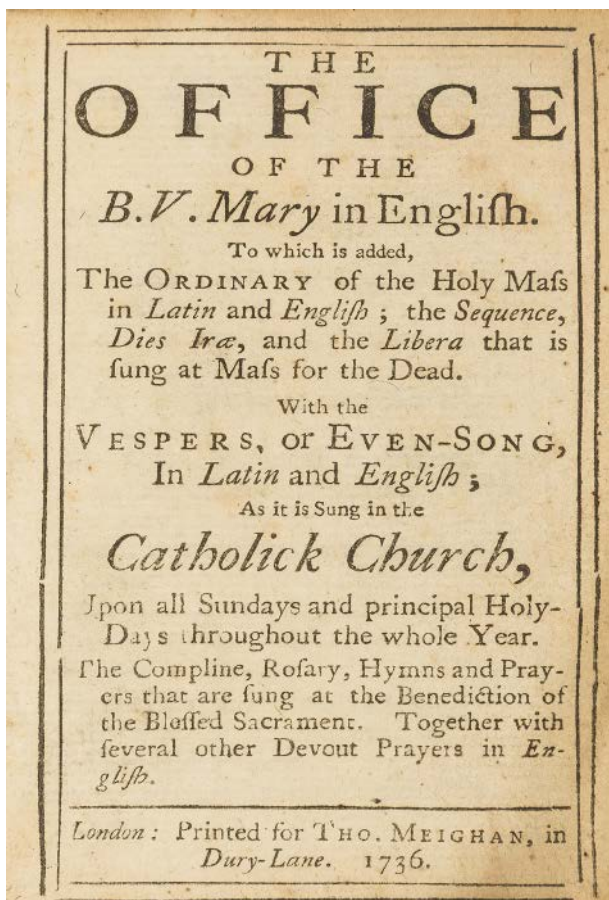 THE
OFFICE
OF THE
B.V. Mary in Engliſh.
To which is added,
The ORDINARY of the Holy Maſs
in Latin and Engliſh ; the Sequence,
Dies Iræ, and the Libera that is
ſung at Maſs for the Dead.
With the
VESPERS, or EVEN-SONG,
In Latin and Engliſh ;
As it is Sung in the
Catholick Church,
Upon all Sundays and principal Holy-
Days throughout the whole Year.
The Compline, Roſary, Hymns and Pray-
ers that are ſung at the Benediction of
the Bleſſed Sacrament. Together with
ſeveral other Devout Prayers in En-
gliſh.
London : Printed for THO. MEIGHAN, in
Dury-Lane. 1736.